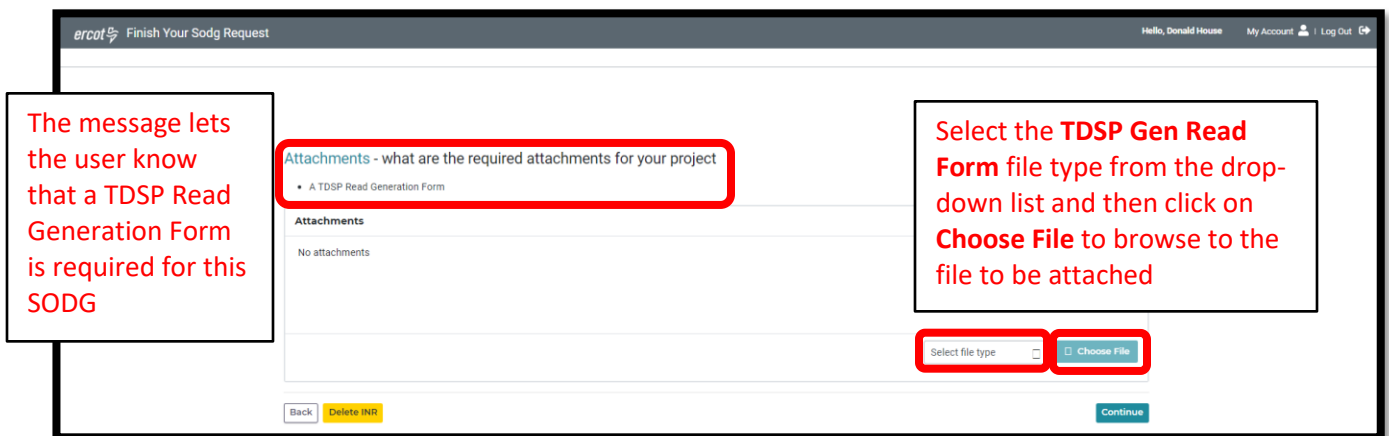 ercot Finish Your Sodg Request
Hello, Donald House My Account | Log Out
The message lets
the user know
that a TDSP Read
Generation Form
is required for this
SODG
Attachments - what are the required attachments for your project
• A TDSP Read Generation Form
Attachments
No attachments
Select the TDSP Gen Read
Form file type from the drop-
down list and then click on
Choose File to browse to the
file to be attached
Select file type
Choose File
Back Delete INR
Continue